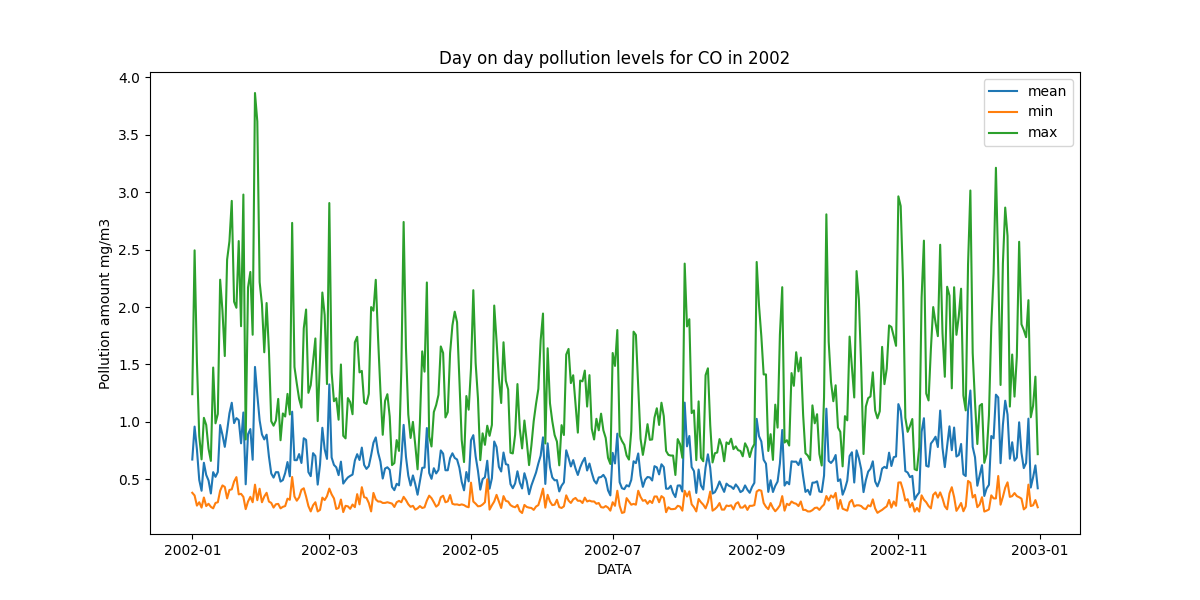 Day on day pollution levels for CO in 2002
mean
min
max
Pollution amount mg/m3
4.0
3.5
3.0
2.5
2.0
1.5
1.0
0.5
2002-01
2002-03
2002-05
2002-07
2002-09
2002-11
2003-01
DATA